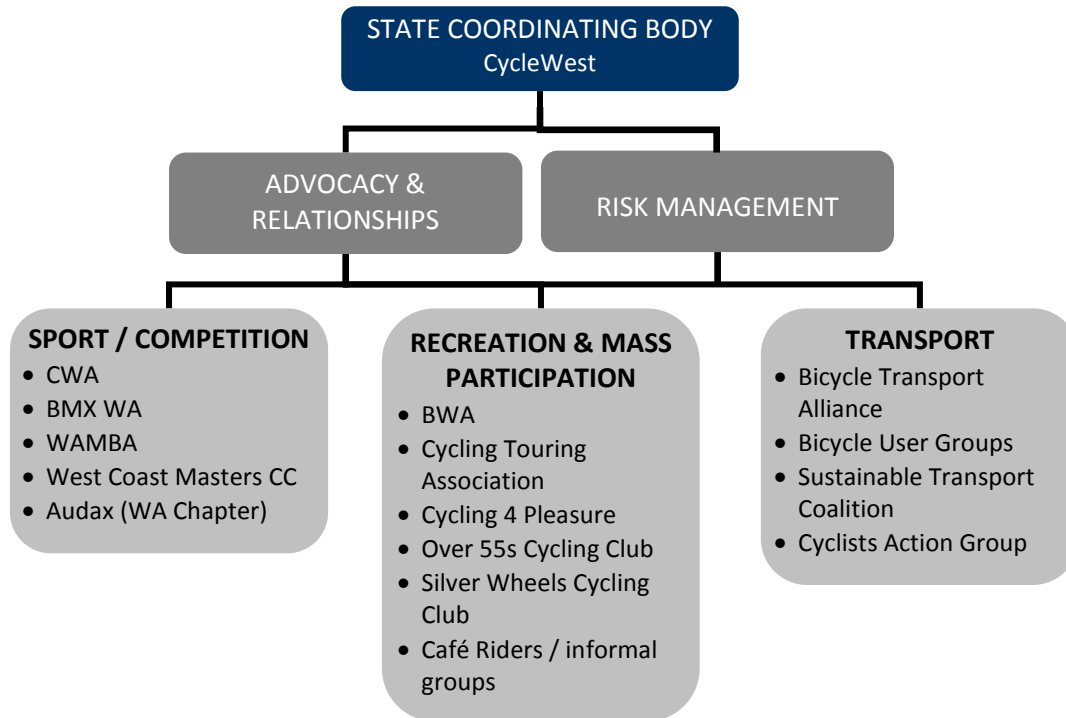 STATE COORDINATING BODY
CycleWest
ADVOCACY &
RELATIONSHIPS
RISK MANAGEMENT
SPORT / COMPETITION
• CWA
• BMX WA
• WAMBA
• West Coast Masters CC
• Audax (WA Chapter)
RECREATION & MASS
PARTICIPATION
• BWA
• Cycling Touring
Association
• Cycling 4 Pleasure
• Over 55s Cycling Club
• Silver Wheels Cycling
Club
• Café Riders / informal
groups
TRANSPORT
• Bicycle Transport
Alliance
• Bicycle User Groups
• Sustainable Transport
Coalition
• Cyclists Action Group